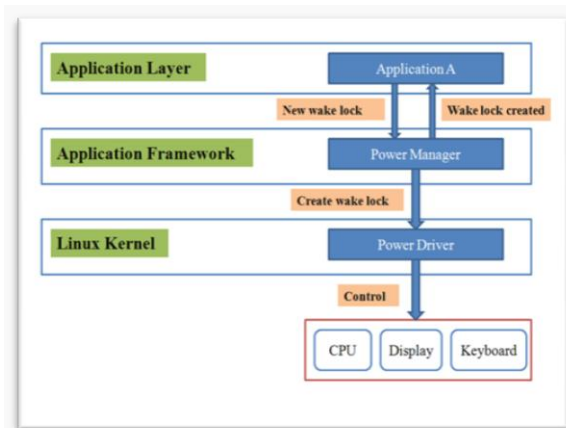 Application Layer
Application A
New wake lock
Wake lock created
Application Framework
Power Manager
Create wake lock
Linux Kernel
Power Driver
Control
CPU
Display
Keyboard